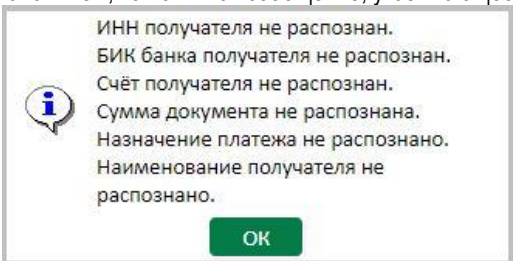 ИНН получателя не распознан.
БИК банка получателя не распознан.
Счёт получателя не распознан.
Сумма документа не распознана.
Назначение платежа не распознано.
Наименование получателя не
распознано.
ОК